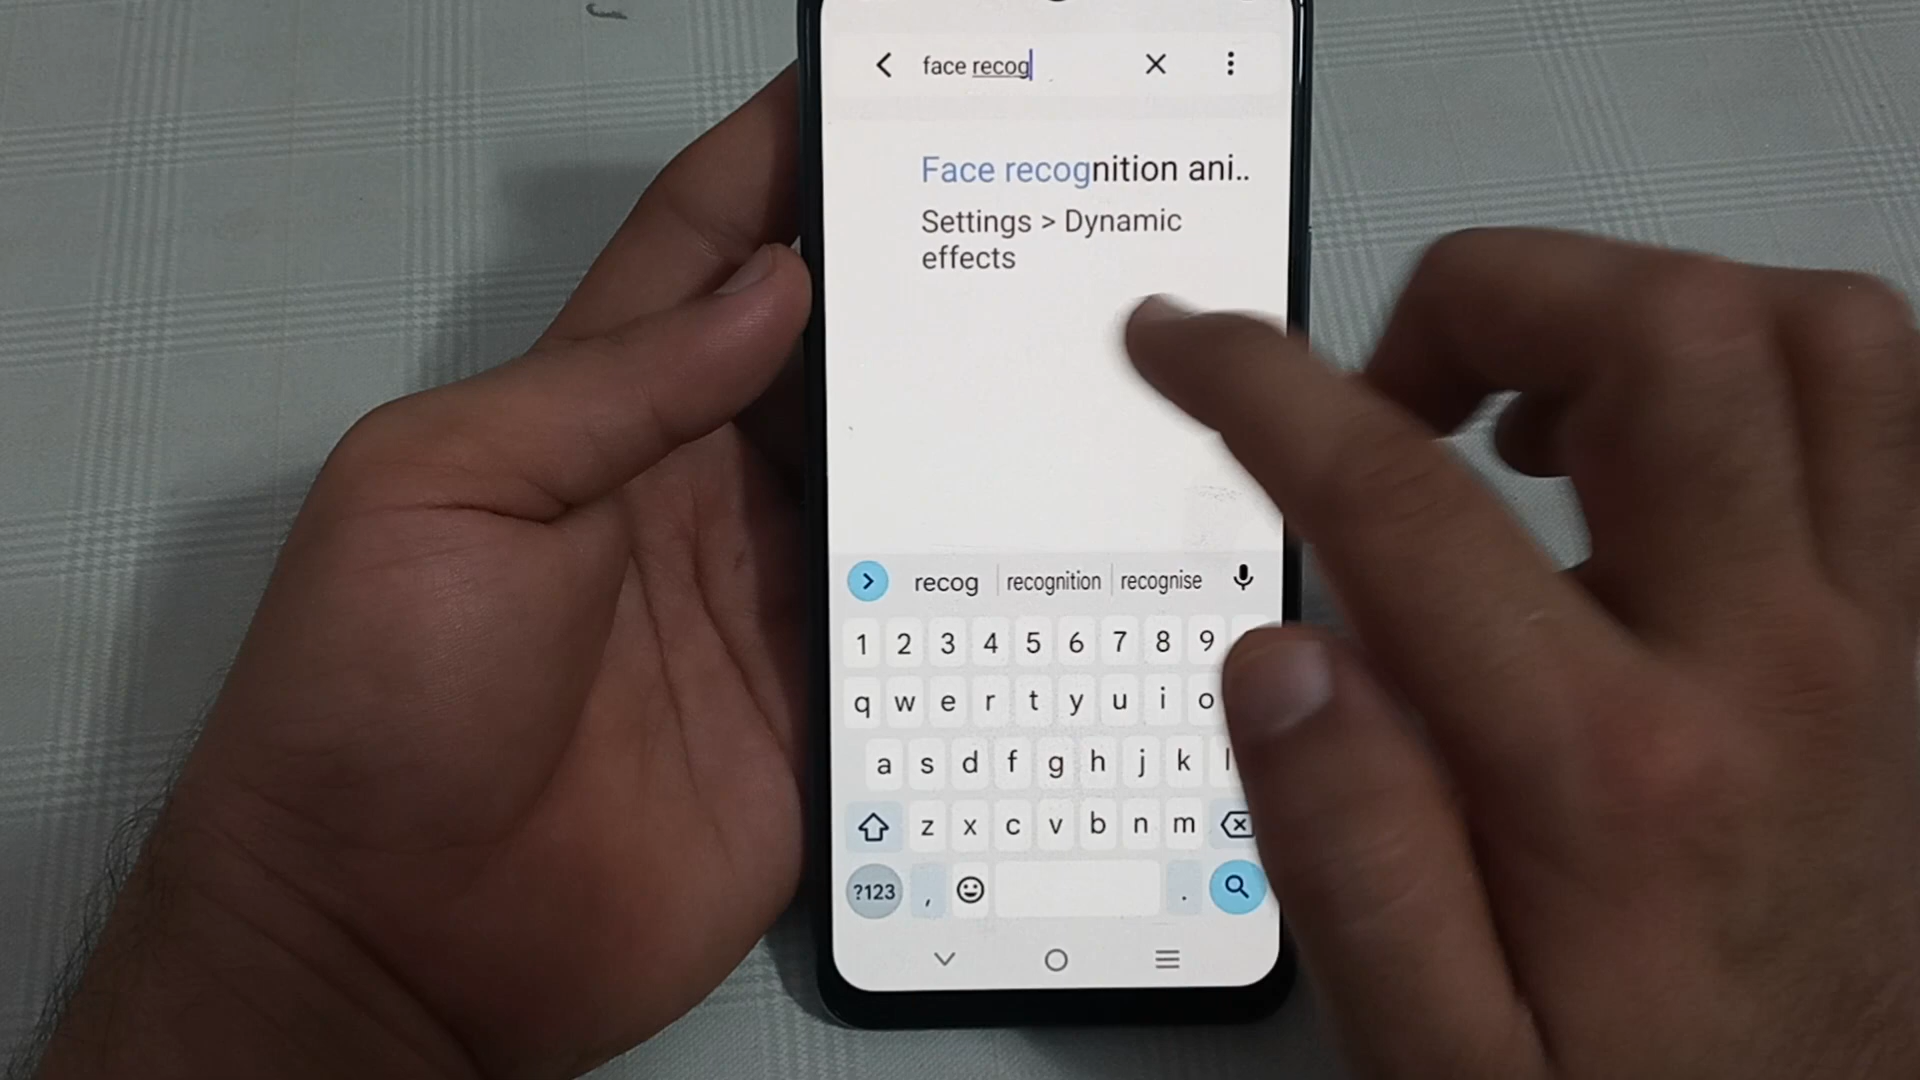 face recog
Face recognition ani..
Settings > Dynamic
effects
recog recognition recognise
1 2 3 4 5 6 7 8 9
q w e r t y u i o
a s d f g h j k l
z x c v b n m
?123 , .